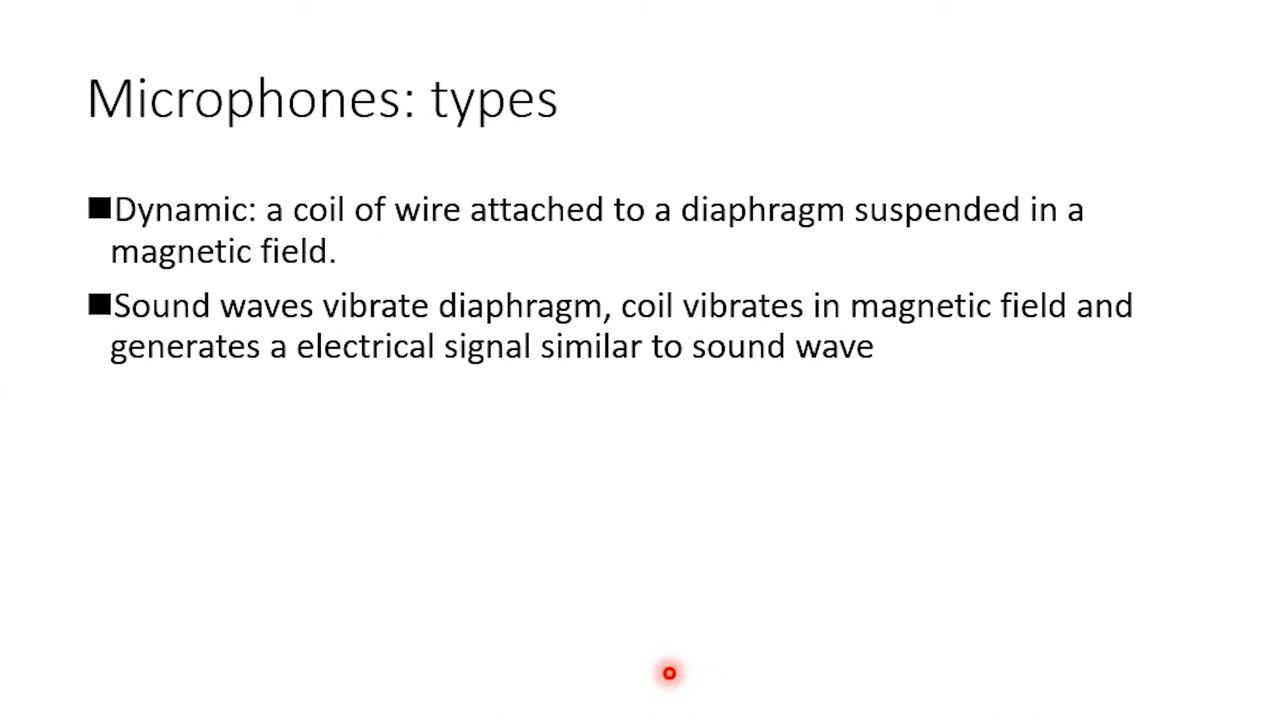 Microphones: types
■Dynamic: a coil of wire attached to a diaphragm suspended in a
magnetic field.
■Sound waves vibrate diaphragm, coil vibrates in magnetic field and
generates a electrical signal similar to sound wave